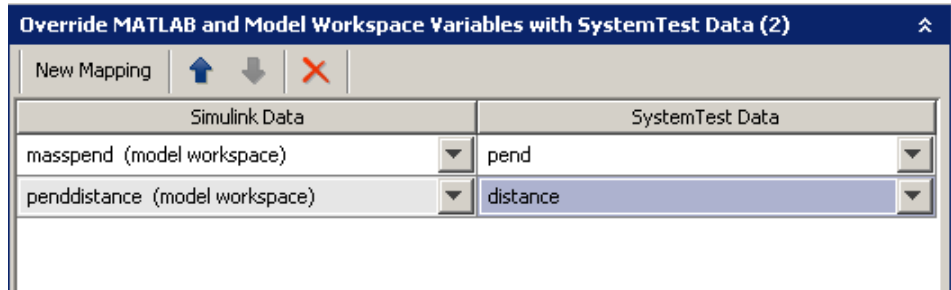 Override MATLAB and Model Workspace Variables with SystemTest Data (2)
New Mapping
Simulink Data SystemTest Data
masspend (model workspace) pend
penddistance (model workspace) distance